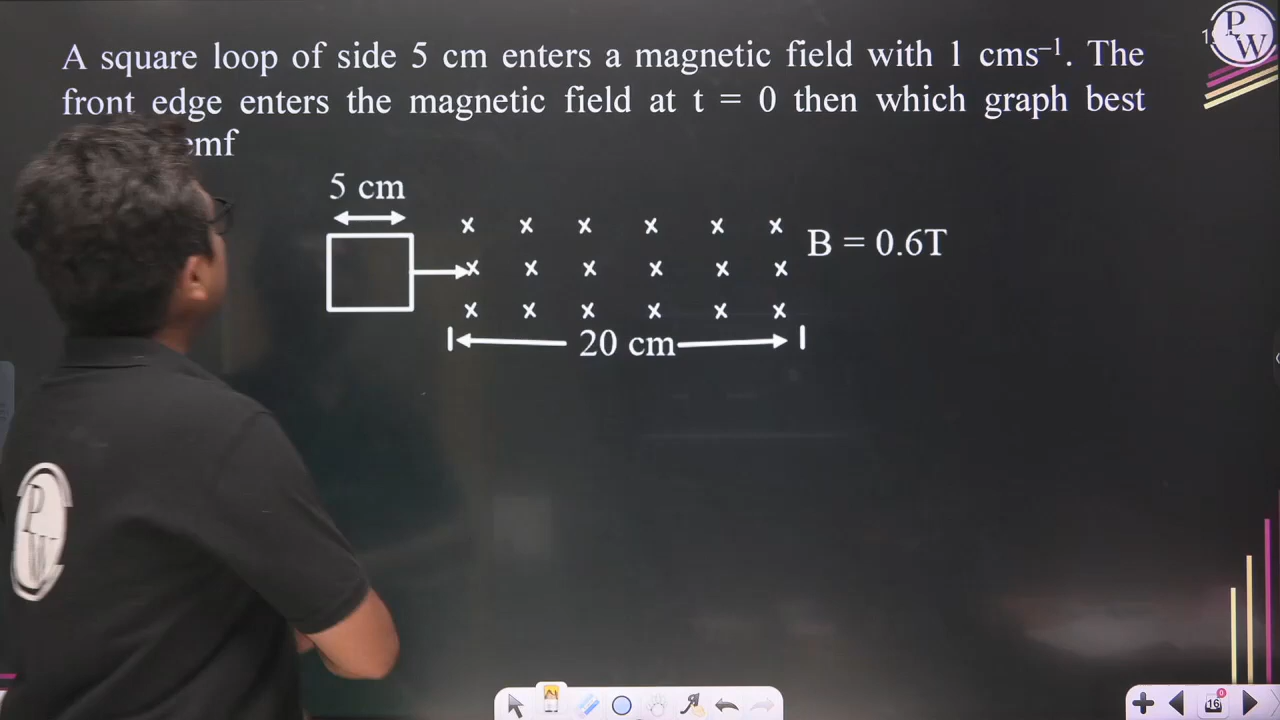 A square loop of side 5 cm enters a magnetic field with 1 cms⁻¹. The
front edge enters the magnetic field at t = 0 then which graph best
emf
5 cm
x x x x x x
B = 0.6T
x x x x x x
x x x x x x
20 cm
P W
P W
16